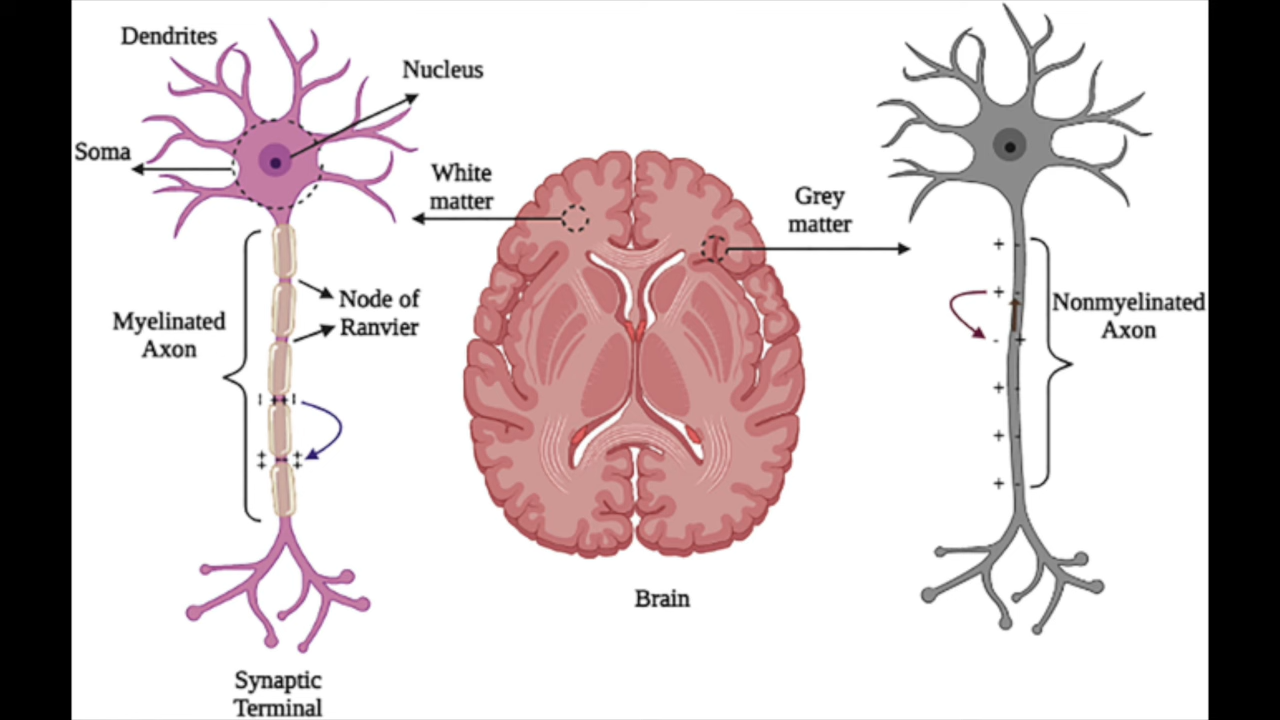 Dendrites
Nucleus
Soma
White
matter
Grey
matter
Node of
Ranvier
Myelinated
Axon
Nonmyelinated
Axon
Brain
Synaptic
Terminal